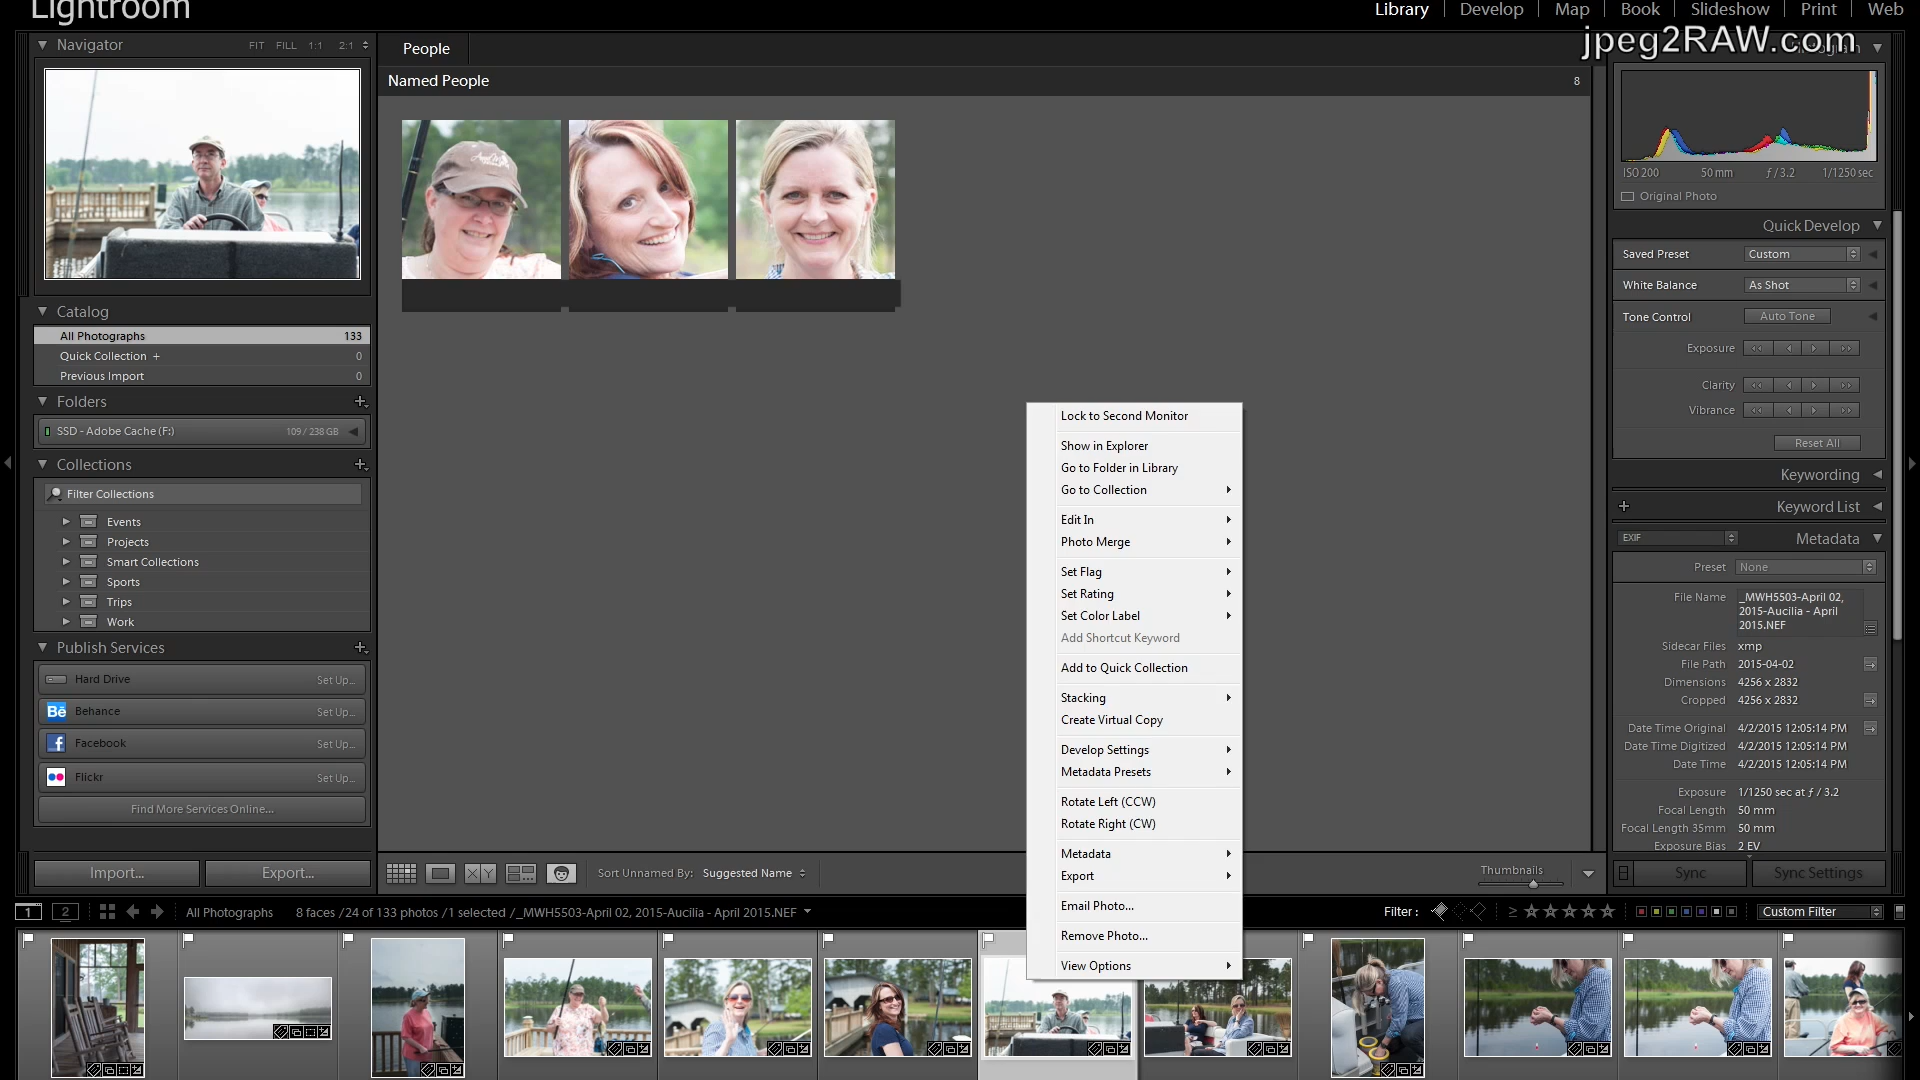 Lightroom
Library Develop Map Book Slideshow Print Web
jpeg2RAW.com
Navigator FIT FILL 1:1 2:1
People
Named People 8
ISO 200 50 mm ƒ / 3.2 1/1250 sec
Original Photo
Quick Develop
Saved Preset Custom
White Balance As Shot
Tone Control Auto Tone
Exposure
Clarity
Vibrance
Reset All
Keywording
Keyword List
EXIF Metadata
Preset None
File Name _MWH5503-April 02,
2015-Aucilia - April
2015.NEF
Sidecar Files xmp
File Path 2015-04-02
Dimensions 4256 x 2832
Cropped 4256 x 2832
Date Time Original 4/2/2015 12:05:14 PM
Date Time Digitized 4/2/2015 12:05:14 PM
Date Time 4/2/2015 12:05:14 PM
Exposure 1/1250 sec at ƒ / 3.2
Focal Length 50 mm
Focal Length 35mm 50 mm
Exposure Bias 2 EV
Sync Sync Settings
Catalog
All Photographs 133
Quick Collection + 0
Previous Import 0
Folders
SSD - Adobe Cache (F:) 109 / 238 GB
Collections
Filter Collections
Events
Projects
Smart Collections
Sports
Trips
Work
Publish Services
Hard Drive Set Up...
Bē Behance Set Up...
f Facebook Set Up...
Flickr Set Up...
Find More Services Online...
Import... Export...
Lock to Second Monitor
Show in Explorer
Go to Folder in Library
Go to Collection
Edit In
Photo Merge
Set Flag
Set Rating
Set Color Label
Add Shortcut Keyword
Add to Quick Collection
Stacking
Create Virtual Copy
Develop Settings
Metadata Presets
Rotate Left (CCW)
Rotate Right (CW)
Metadata
Export
Email Photo...
Remove Photo...
View Options
X Y Sort Unnamed By: Suggested Name Thumbnails
1 2 All Photographs 8 faces /24 of 133 photos /1 selected /_MWH5503-April 02, 2015-Aucilia - April 2015.NEF Filter : ≥ Custom Filter